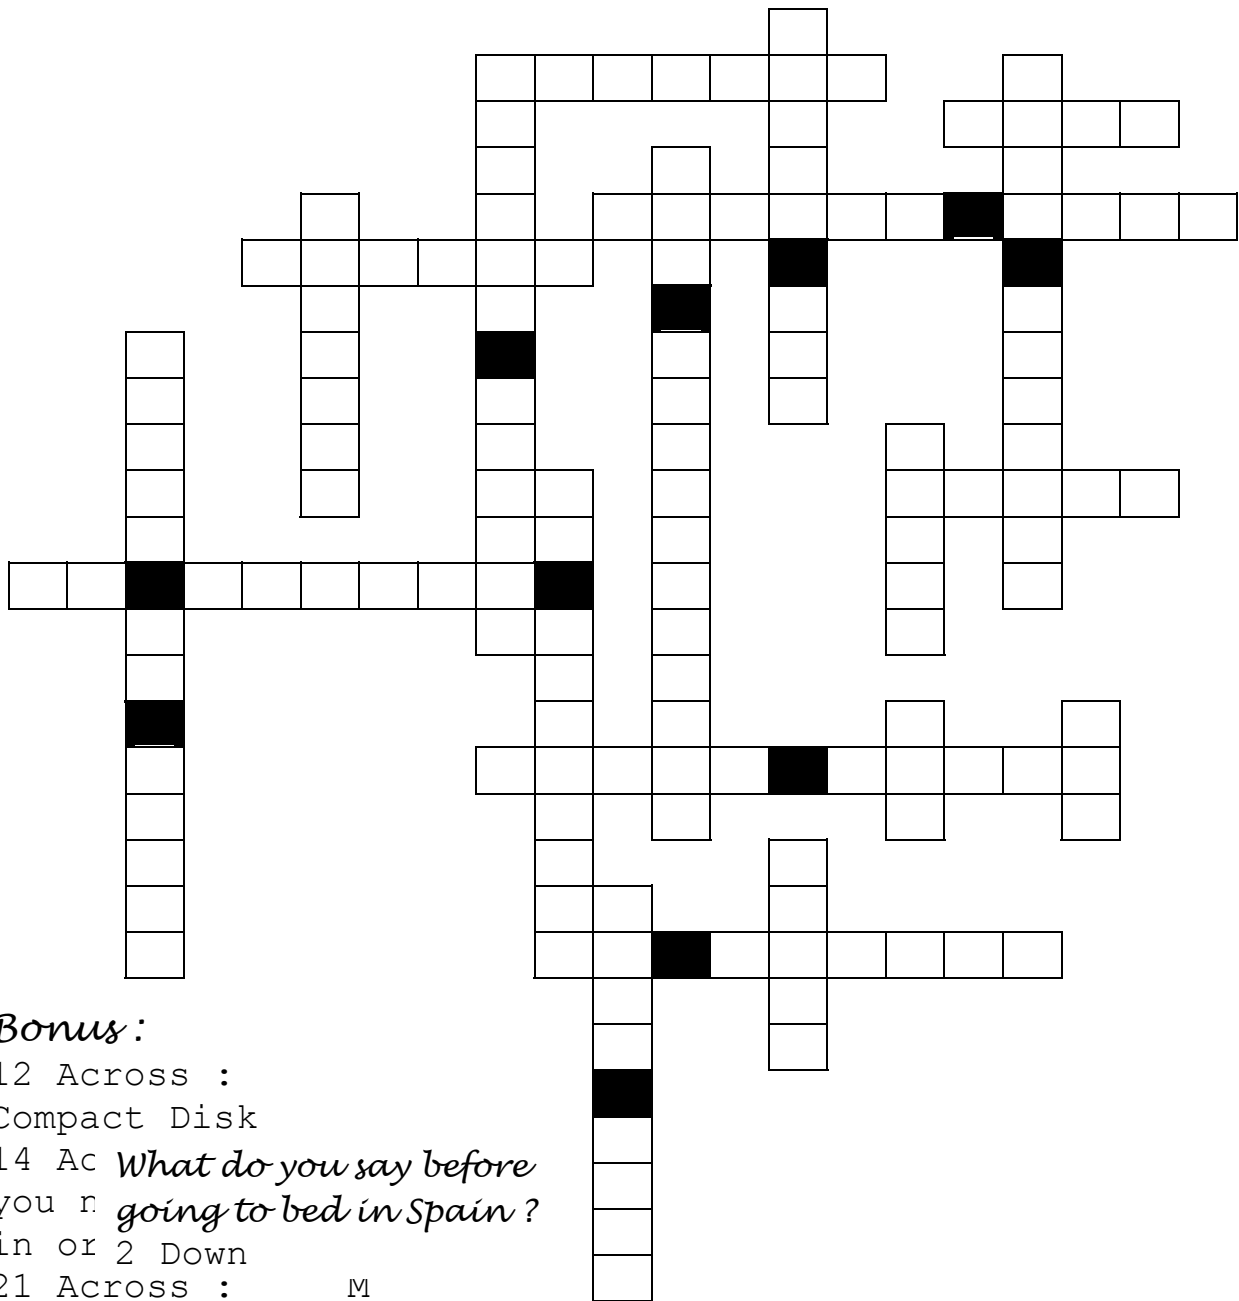 Bonus :
12 Across :
Compact Disk
14 Ac
What do you say before
you n
going to bed in Spain ?
in or
2 Down
21 Across : M